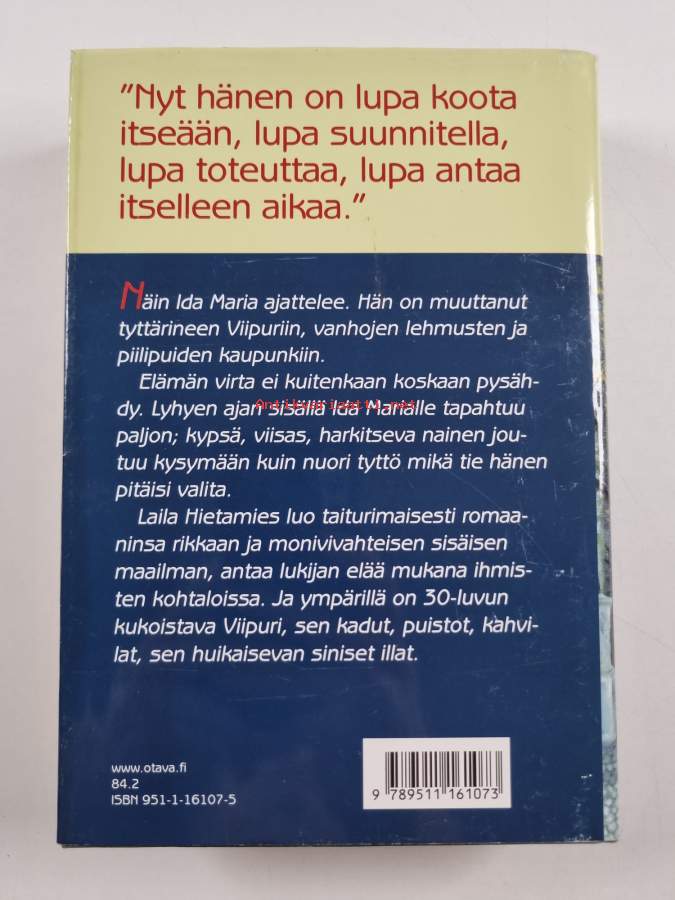 "Nyt hänen on lupa koota
itseään, lupa suunnitella,
lupa toteuttaa, lupa antaa
itselleen aikaa."
Näin Ida Maria ajattelee. Hän on muuttanut
tyttärineen Viipuriin, vanhojen lehmusten ja
piilipuiden kaupunkiin.
Elämän virta ei kuitenkaan koskaan pysäh-
dy. Lyhyen ajan sisällä Ida Marialle tapahtuu
Antikvariaatti.net
paljon; kypsä, viisas, harkitseva nainen jou-
tuu kysymään kuin nuori tyttö mikä tie hänen
pitäisi valita.
Laila Hietamies luo taiturimaisesti romaa-
ninsa rikkaan ja monivivahteisen sisäisen
maailman, antaa lukijan elää mukana ihmis-
ten kohtaloissa. Ja ympärillä on 30-luvun
kukoistava Viipuri, sen kadut, puistot, kahvi-
lat, sen huikaisevan siniset illat.
www.otava.fi
84.2
ISBN 951-1-16107-5
9 789511 161073